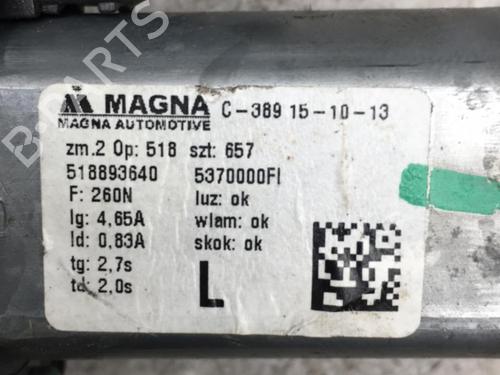 B-PARTS
MAGNA C-389 15-10-13
MAGNA AUTOMOTIVE
zm.2 Op: 518 szt: 657
518893640 5370000FI
F: 260N luz: ok
Ig: 4,65A wlam: ok
Id: 0,83A skok: ok
tg: 2,7s
td: 2,0s
L